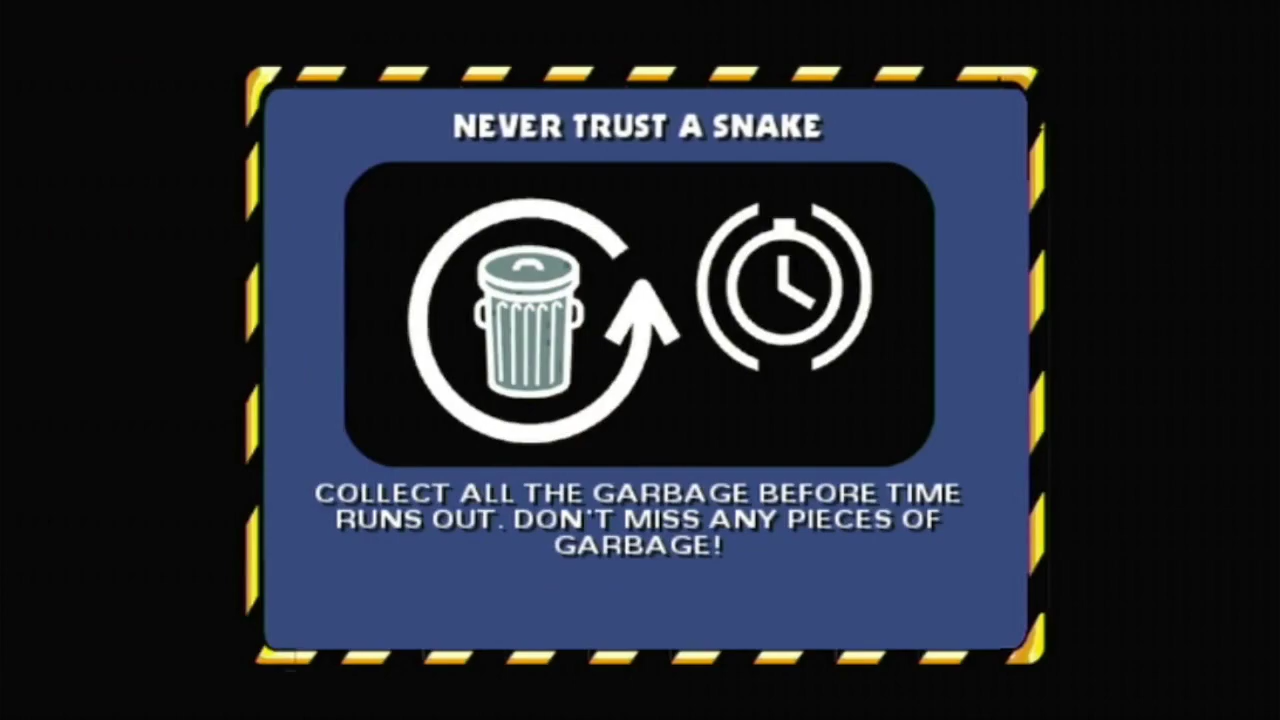 NEVER TRUST A SNAKE
COLLECT ALL THE GARBAGE BEFORE TIME
RUNS OUT. DON'T MISS ANY PIECES OF
GARBAGE!